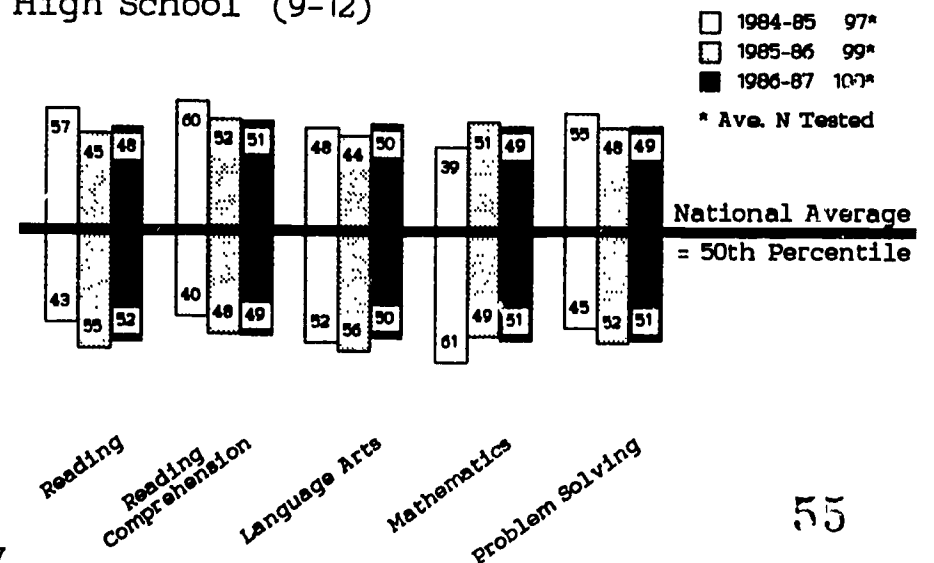 High School (9-12)
1984-85 97*
1985-86 99*
1986-87
* Ave. N Tested
57 45 48
60 52 51
48 44 50
39 51 49
55 48 49
National Average
= 50th Percentile
43 55 52
40 48 49
52 56 50
61 49 51
45 52 51
Reading
Reading
Comprehension
Language Arts
Mathematics
Problem Solving
55